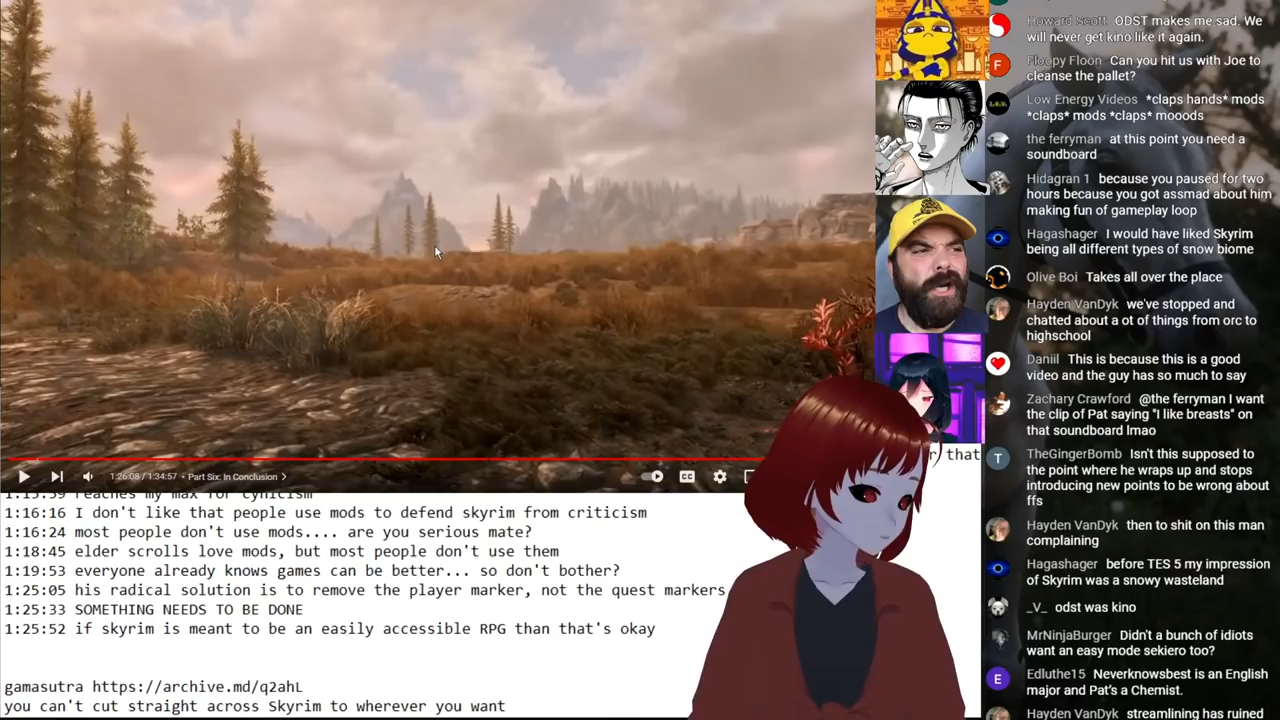 1:26:08 / 1:34:57 • Part Six: In Conclusion >
CC
r that
1:15:59 reaches my max for cynicism
1:16:16 I don't like that people use mods to defend skyrim from criticism
1:16:24 most people don't use mods.... are you serious mate?
1:18:45 elder scrolls love mods, but most people don't use them
1:19:53 everyone already knows games can be better... so don't bother?
1:25:05 his radical solution is to remove the player marker, not the quest markers
1:25:33 SOMETHING NEEDS TO BE DONE
1:25:52 if skyrim is meant to be an easily accessible RPG than that's okay
gamasutra https://archive.md/q2ahL
you can't cut straight across Skyrim to wherever you want
Howard Scott ODST makes me sad. We
will never get kino like it again.
F
Floopy Floon Can you hit us with Joe to
cleanse the pallet?
Low Energy Videos *claps hands* mods
*claps* mods *claps* mooods
the ferryman at this point you need a
soundboard
Hidagran 1 because you paused for two
hours because you got assmad about him
making fun of gameplay loop
Hagashager I would have liked Skyrim
being all different types of snow biome
Olive Boi Takes all over the place
Hayden VanDyk we've stopped and
chatted about a ot of things from orc to
highschool
Daniil This is because this is a good
video and the guy has so much to say
Zachary Crawford @the ferryman I want
the clip of Pat saying "I like breasts" on
that soundboard lmao
T
TheGingerBomb Isn't this supposed to
the point where he wraps up and stops
introducing new points to be wrong about
ffs
Hayden VanDyk then to shit on this man
complaining
Hagashager before TES 5 my impression
of Skyrim was a snowy wasteland
_V_ odst was kino
MrNinjaBurger Didn't a bunch of idiots
want an easy mode sekiero too?
E
Edluthe15 Neverknowsbest is an English
major and Pat's a Chemist.
Hayden VanDyk streamlining has ruined